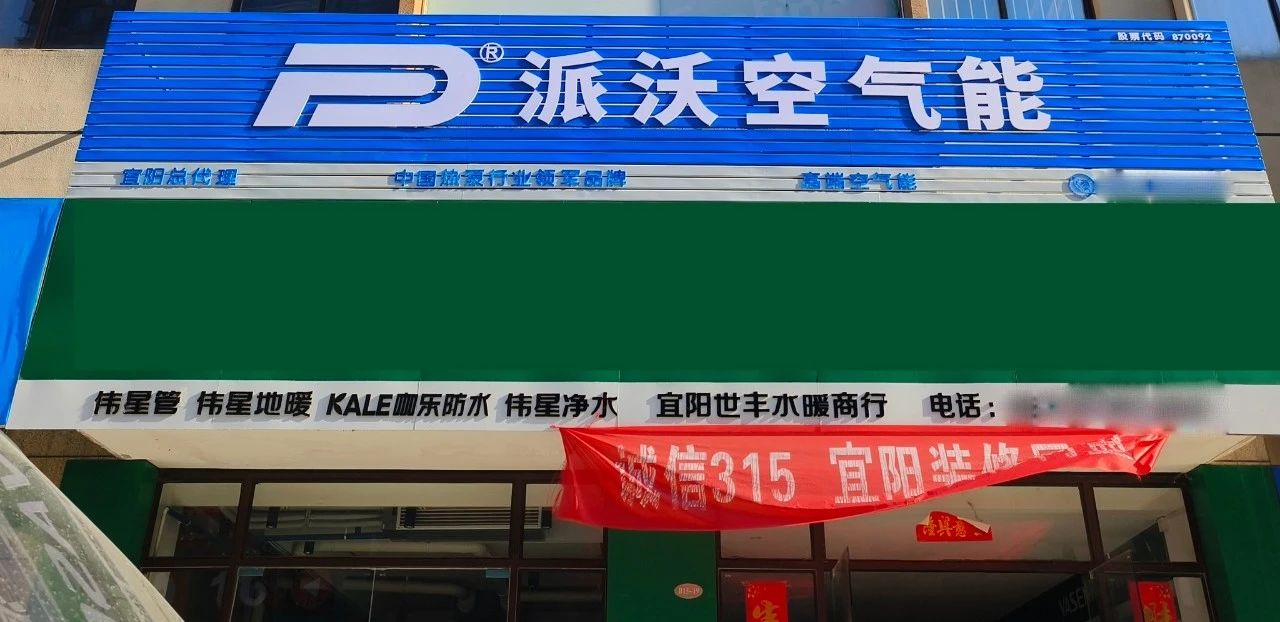 股票代码 870092
® 派沃空气能
宜阳总代理 中国热泵行业领军品牌 高端空气能
伟星管 伟星地暖 KALE咖乐防水 伟星净水 宜阳世丰水暖商行 电话:
诚信315 宜阳装修
B13-19